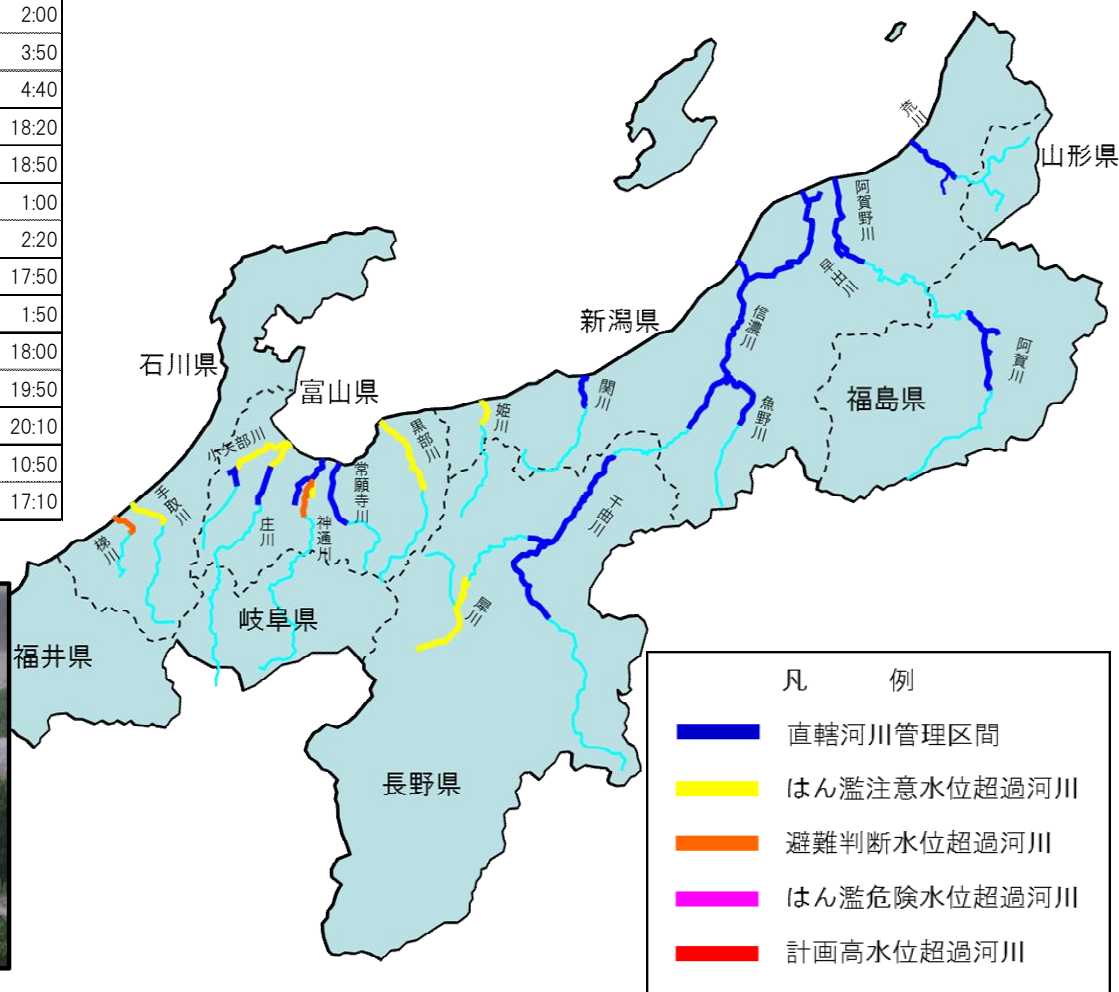 2:00
3:50
4:40
18:20
18:50
1:00
2:20
17:50
1:50
18:00
19:50
20:10
10:50
17:10
荒川
山形県
阿賀野川
早出川
新潟県
信濃川
阿賀川
石川県
富山県
関川
魚野川
福島県
姫川
黒部川
小矢部川
常願寺川
手取川
千曲川
庄川
神通川
梯川
岐阜県
犀川
福井県
長野県
凡 例
直轄河川管理区間
はん濫注意水位超過河川
避難判断水位超過河川
はん濫危険水位超過河川
計画高水位超過河川